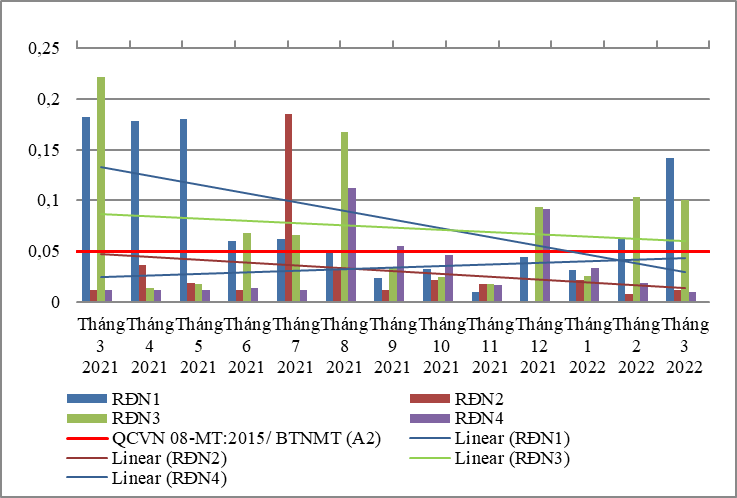 0,25
0,2
0,15
0,1
0,05
0
Tháng Tháng Tháng Tháng Tháng Tháng Tháng Tháng Tháng Tháng Tháng Tháng Tháng
3 4 5 6 7 8 9 10 11 12 1 2 3
2021 2021 2021 2021 2021 2021 2021 2021 2021 2021 2022 2022 2022
RĐN1 RĐN2
RĐN3 RĐN4
QCVN 08-MT:2015/ BTNMT (A2) Linear (RĐN1)
Linear (RĐN2) Linear (RĐN3)
Linear (RĐN4)